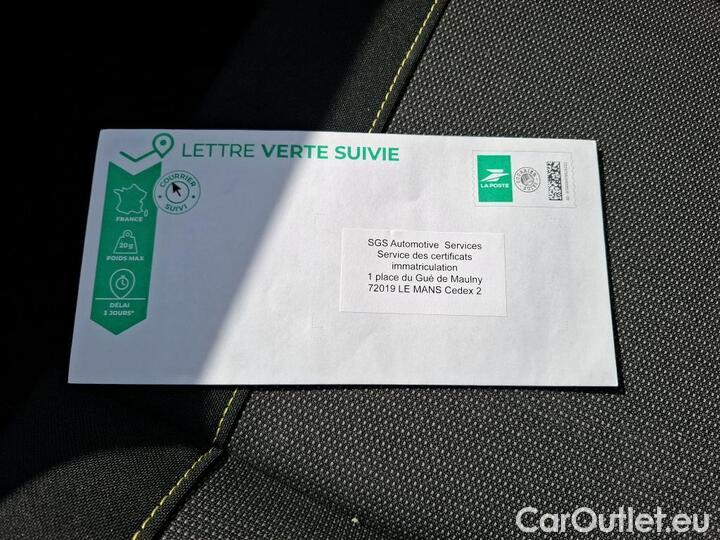 LETTRE VERTE SUIVIE
COURRIER
SUIVI
FRANCE
20g
POIDS MAX
DÉLAI
3 JOURS*
LA POSTE
SGS Automotive Services
Service des certificats
immatriculation
1 place du Gué de Maulny
72019 LE MANS Cedex 2
CarOutlet.eu